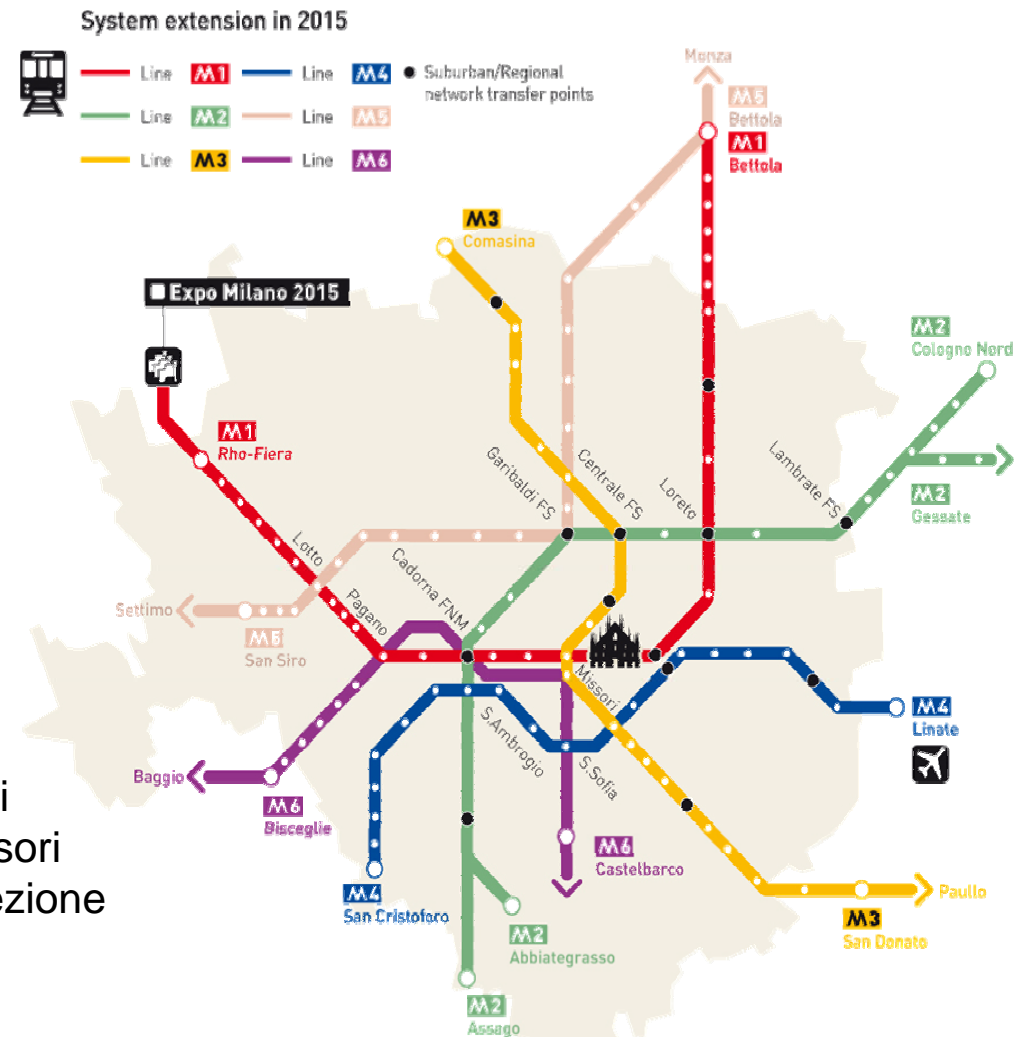 System extension in 2015
Line M1
Line M4
Suburban/Regional
network transfer points
Line M2
Line M5
Line M3
Line M6
Monza
M5
Bettola
M1
Bettola
M3
Comasina
Expo Milano 2015
M2
Cologno Nord
M1
Rho-Fiera
Garibaldi FS
Centrale FS
Loreto
Lambrate FS
M2
Gessate
Lotto
Pagano
Cadorna FNM
Settimo
M5
San Siro
Missori
S.Ambrogio
S.Sofia
M4
Linate
Baggio
M6
Bisceglie
i
sori
ezione
M6
Castelbarco
M4
San Cristoforo
M2
Abbiategrasso
Paullo
M3
San Donato
M2
Assago